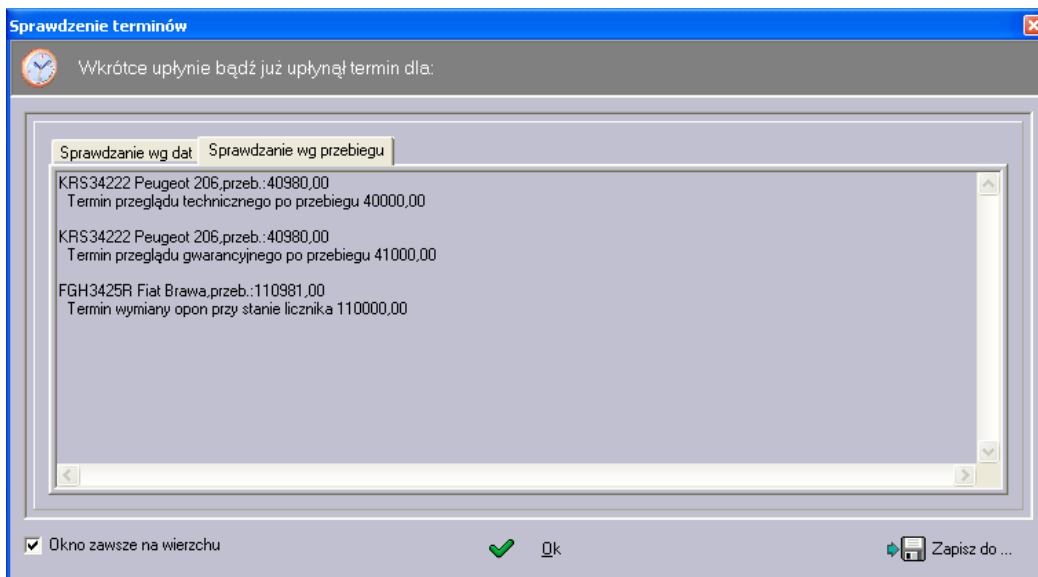 Sprawdzenie terminów
Wkrótce upłynie bądź już upłynął termin dla:
Sprawdzanie wg dat
Sprawdzanie wg przebiegu
KRS34222 Peugeot 206,przeb.:40980,00
Termin przeglądu technicznego po przebiegu 40000,00
KRS34222 Peugeot 206,przeb.:40980,00
Termin przeglądu gwarancyjnego po przebiegu 41000,00
FGH3425R Fiat Brawa,przeb.:110981,00
Termin wymiany opon przy stanie licznika 110000,00
Okno zawsze na wierzchu
Ok
Zapisz do ...